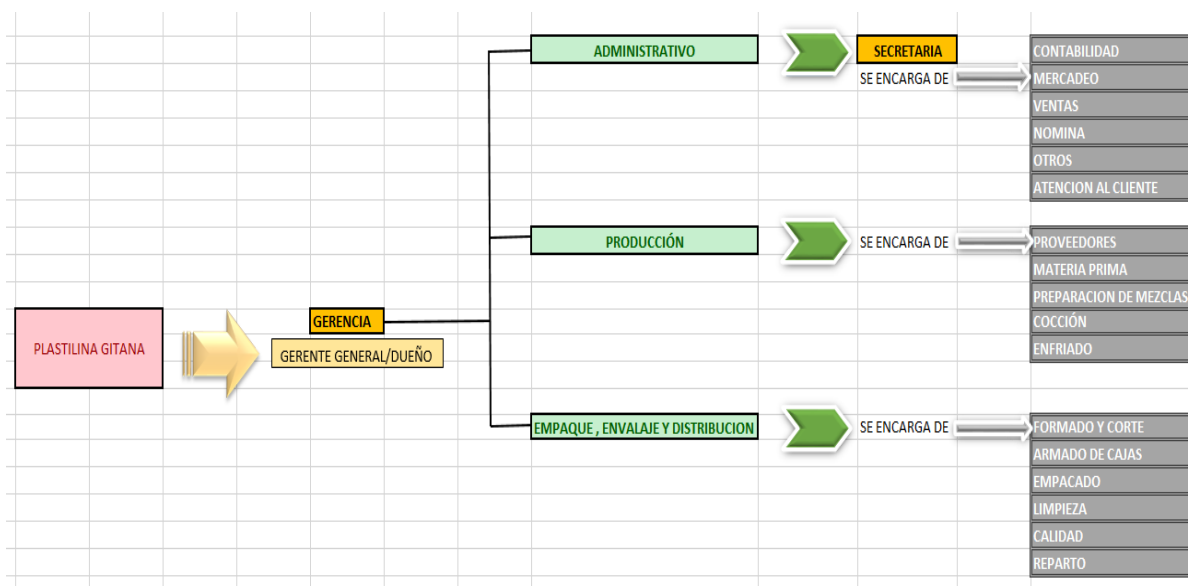 ADMINISTRATIVO
SECRETARIA
SE ENCARGA DE
CONTABILIDAD
MERCADEO
VENTAS
NOMINA
OTROS
ATENCION AL CLIENTE
PRODUCCIÓN
SE ENCARGA DE
PROVEEDORES
MATERIA PRIMA
PREPARACION DE MEZCLAS
COCCIÓN
ENFRIADO
PLASTILINA GITANA
GERENCIA
GERENTE GENERAL/DUEÑO
EMPAQUE , ENVALAJE Y DISTRIBUCION
SE ENCARGA DE
FORMADO Y CORTE
ARMADO DE CAJAS
EMPACADO
LIMPIEZA
CALIDAD
REPARTO